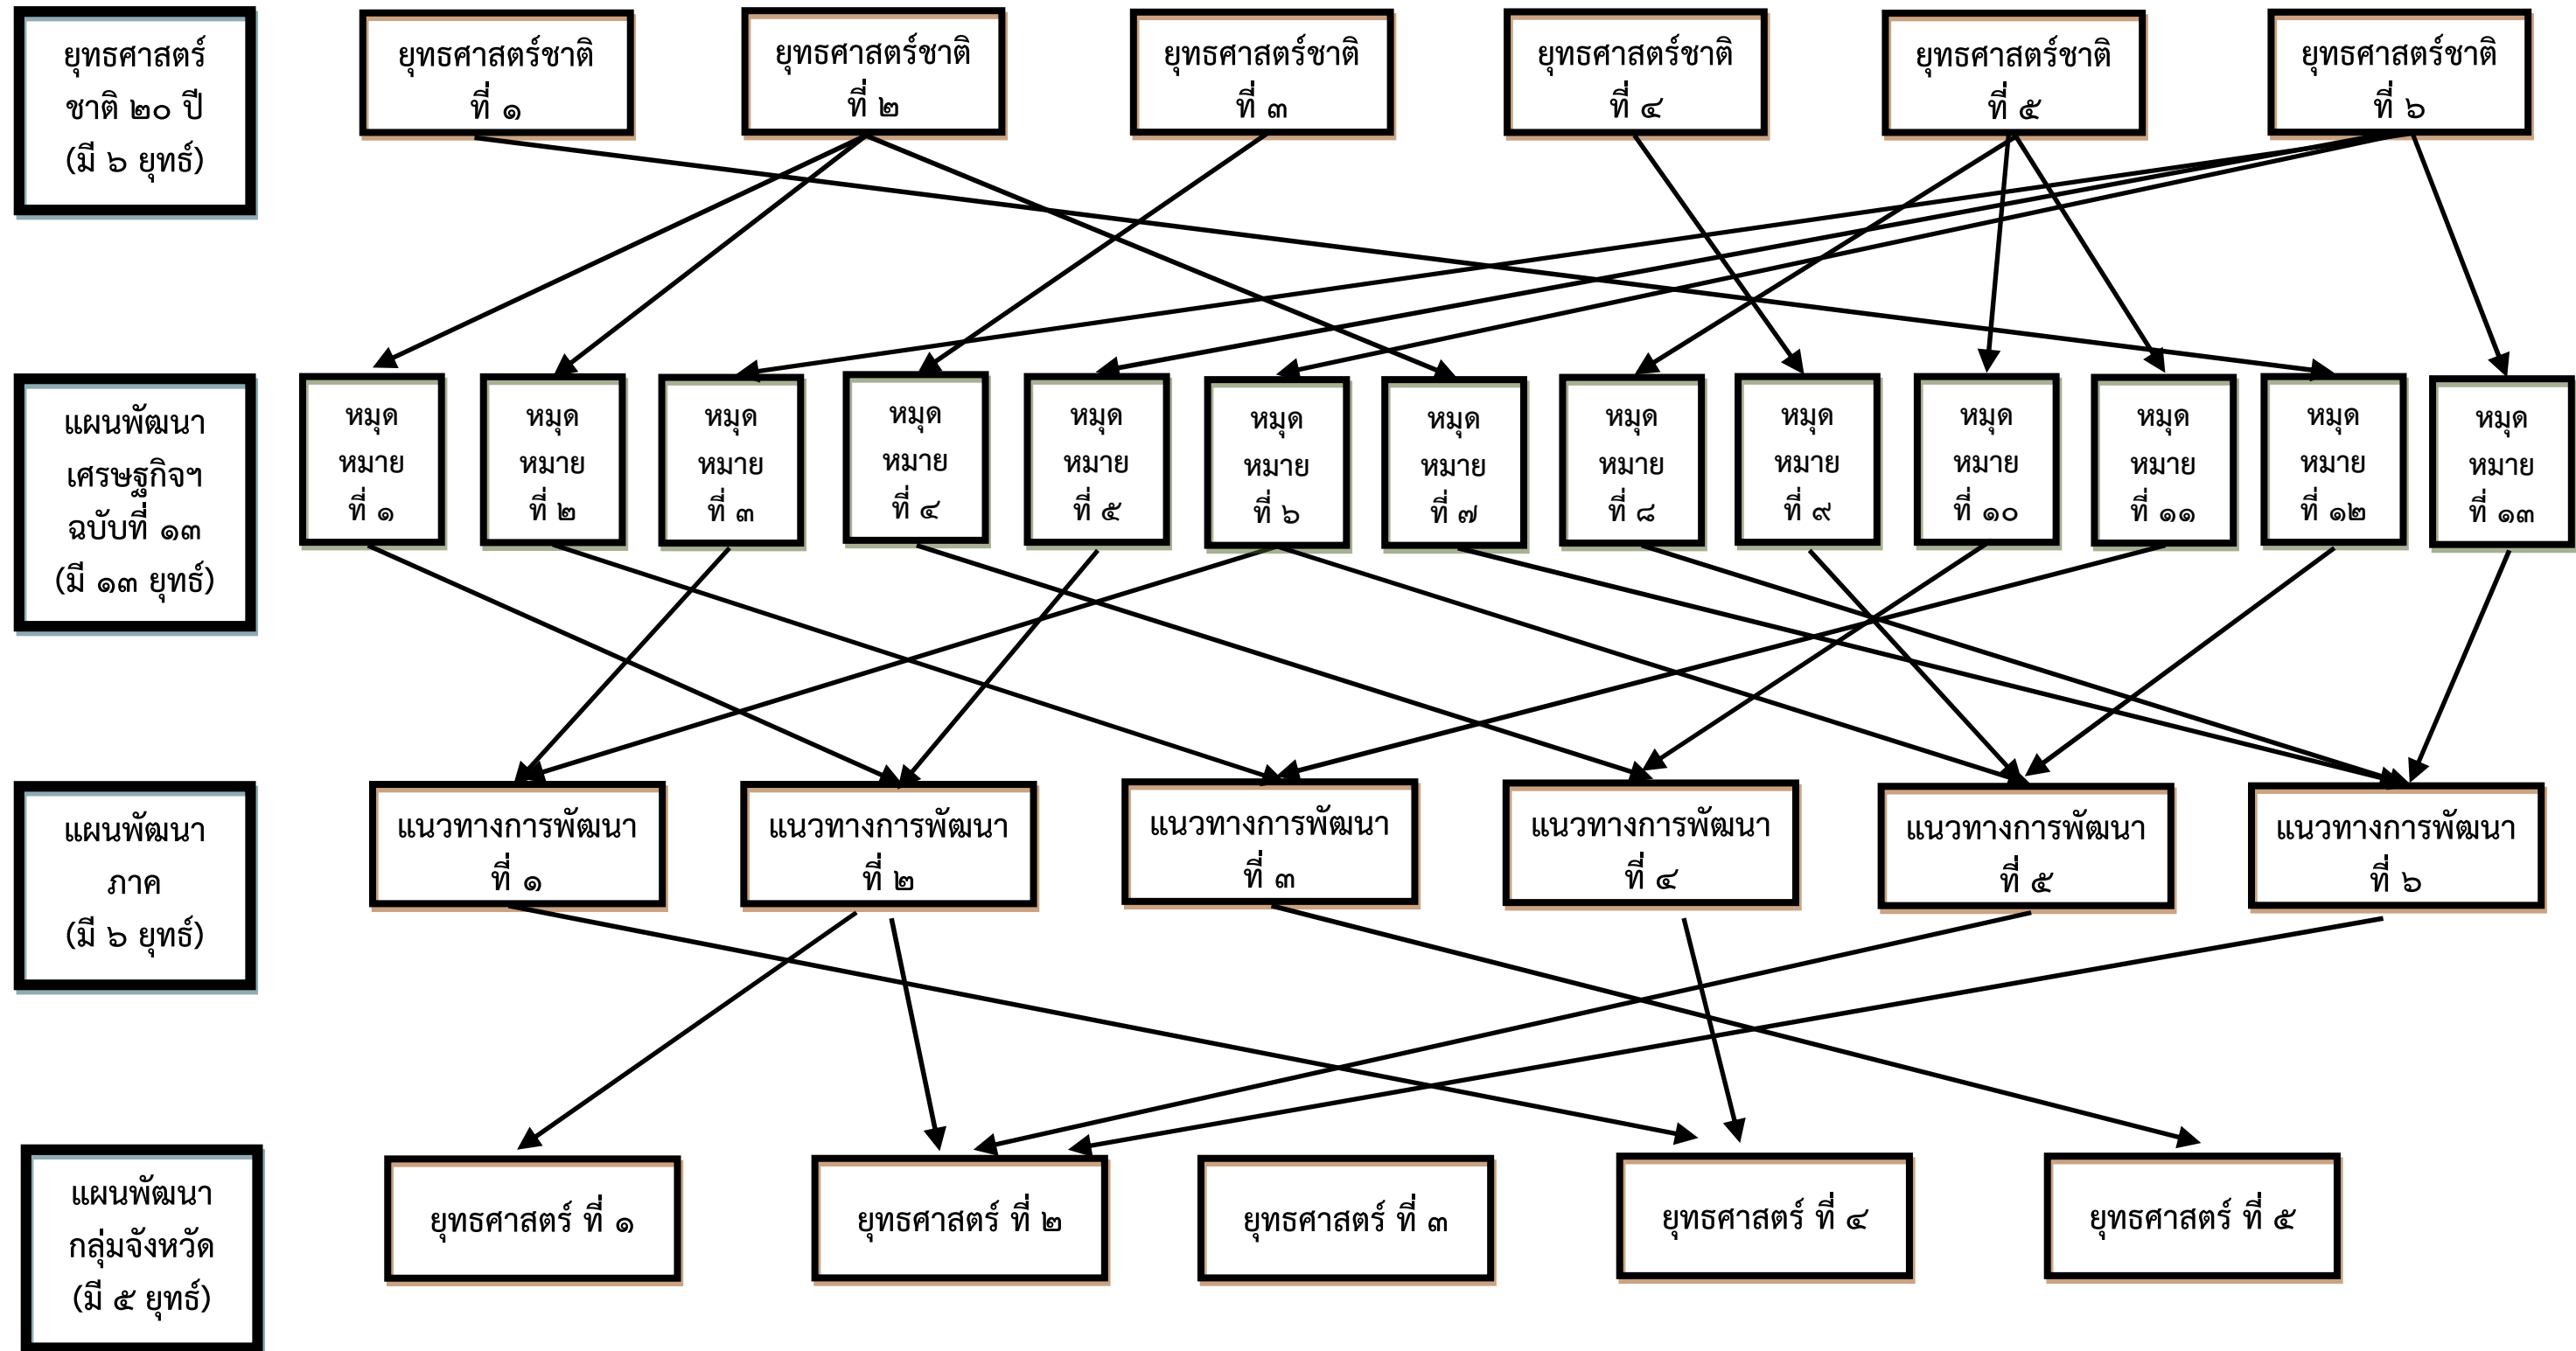 ยุทธศาสตร์
ชาติ ๒๐ ปี
(มี ๖ ยุทธ์)
ยุทธศาสตร์ชาติ
ที่ ๑
ยุทธศาสตร์ชาติ
ที่ ๒
ยุทธศาสตร์ชาติ
ที่ ๓
ยุทธศาสตร์ชาติ
ที่ ๔
ยุทธศาสตร์ชาติ
ที่ ๕
ยุทธศาสตร์ชาติ
ที่ ๖
แผนพัฒนา
เศรษฐกิจฯ
ฉบับที่ ๑๓
(มี ๑๓ ยุทธ์)
หมุด
หมาย
ที่ ๑
หมุด
หมาย
ที่ ๒
หมุด
หมาย
ที่ ๓
หมุด
หมาย
ที่ ๔
หมุด
หมาย
ที่ ๕
หมุด
หมาย
ที่ ๖
หมุด
หมาย
ที่ ๗
หมุด
หมาย
ที่ ๘
หมุด
หมาย
ที่ ๙
หมุด
หมาย
ที่ ๑๐
หมุด
หมาย
ที่ ๑๑
หมุด
หมาย
ที่ ๑๒
หมุด
หมาย
ที่ ๑๓
แผนพัฒนา
ภาค
(มี ๖ ยุทธ์)
แนวทางการพัฒนา
ที่ ๑
แนวทางการพัฒนา
ที่ ๒
แนวทางการพัฒนา
ที่ ๓
แนวทางการพัฒนา
ที่ ๔
แนวทางการพัฒนา
ที่ ๕
แนวทางการพัฒนา
ที่ ๖
แผนพัฒนา
กลุ่มจังหวัด
(มี ๕ ยุทธ์)
ยุทธศาสตร์ ที่ ๑
ยุทธศาสตร์ ที่ ๒
ยุทธศาสตร์ ที่ ๓
ยุทธศาสตร์ ที่ ๔
ยุทธศาสตร์ ที่ ๕